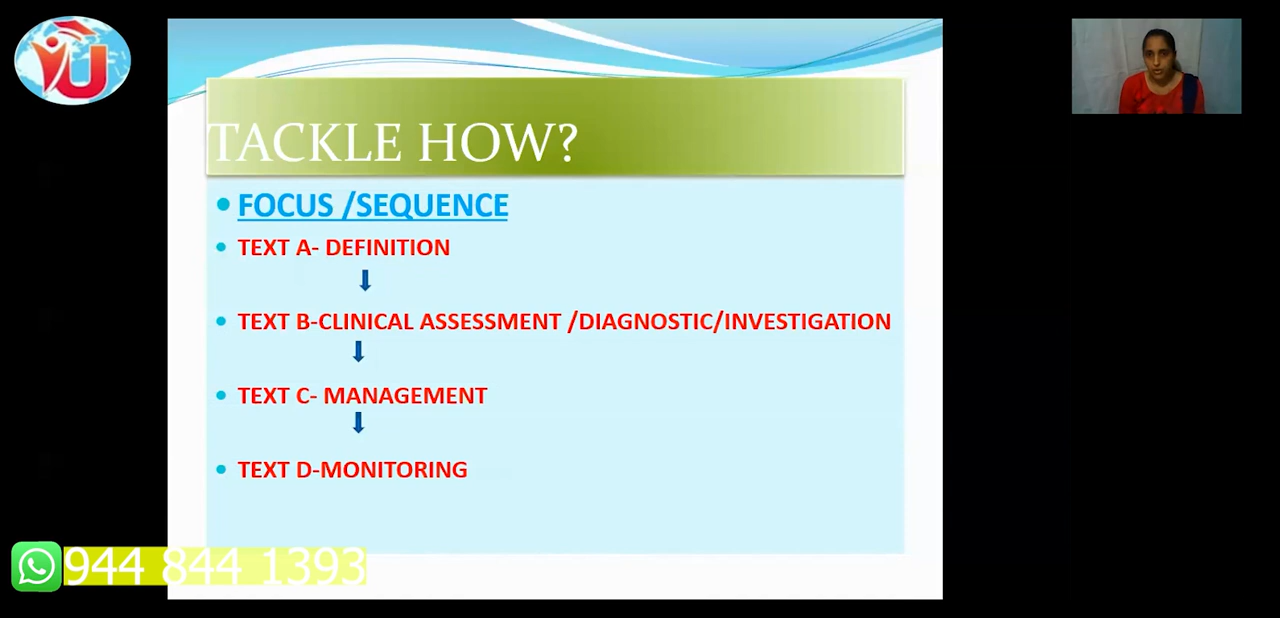 TACKLE HOW?
FOCUS /SEQUENCE
TEXT A- DEFINITION
TEXT B-CLINICAL ASSESSMENT /DIAGNOSTIC/INVESTIGATION
TEXT C- MANAGEMENT
TEXT D-MONITORING
944 844 1393